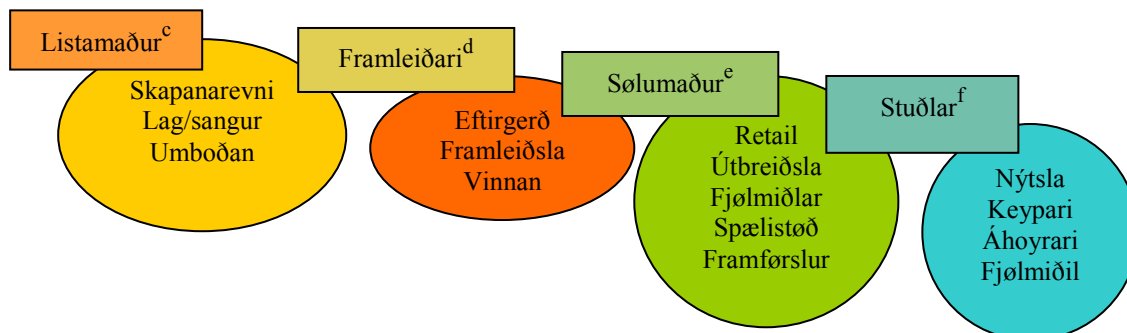 Listamaður^c
Skapanarevni
Lag/sangur
Umboðan
Framleiðari^d
Eftirgerð
Framleiðsla
Vinnan
Sølumaður^e
Retail
Útbreiðsla
Fjølmiðlar
Spælistøð
Framførslur
Stuðlar^f
Nýtsla
Keypari
Áhoyrari
Fjølmiðil